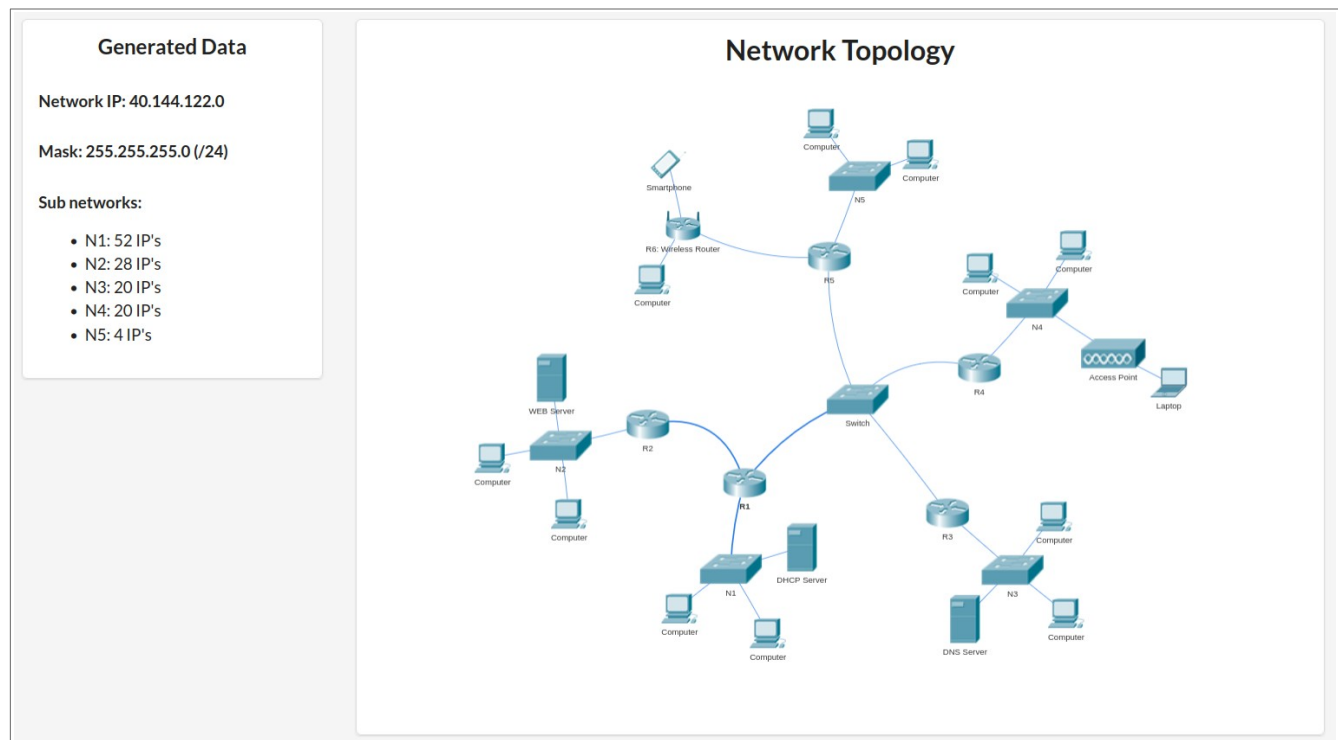 Generated Data
Network IP: 40.144.122.0
Mask: 255.255.255.0 (/24)
Sub networks:
• N1: 52 IP's
• N2: 28 IP's
• N3: 20 IP's
• N4: 20 IP's
• N5: 4 IP's
Network Topology
Computer
Computer
Smartphone
N5
R6: Wireless Router
R5
Computer
Computer
Computer
N4
Access Point
Laptop
R4
Switch
WEB Server
R2
N2
Computer
Computer
R1
DHCP Server
N1
Computer
Computer
R3
Computer
N3
Computer
DNS Server